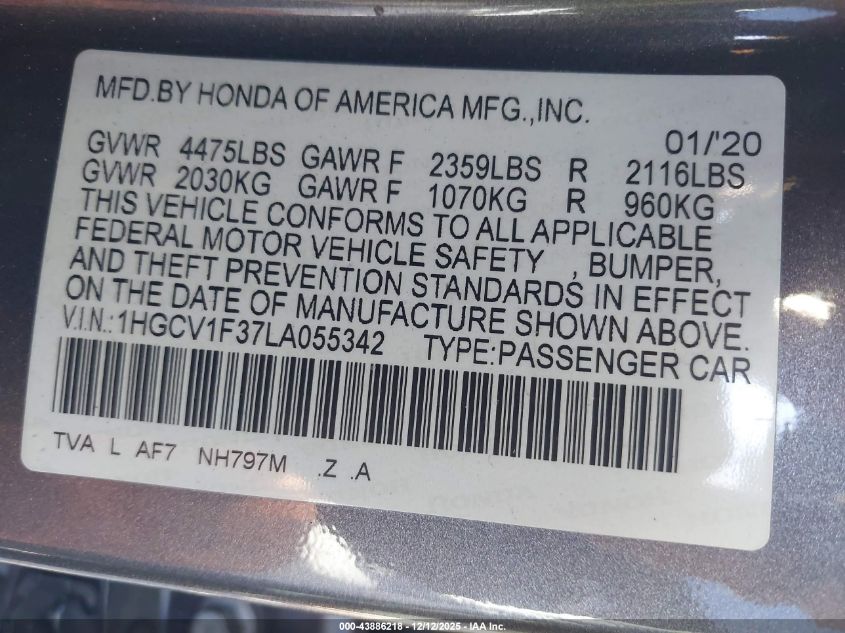 MFD.BY HONDA OF AMERICA MFG.,INC.
01/'20
GVWR 4475LBS GAWR F 2359LBS R 2116LBS
GVWR 2030KG GAWR F 1070KG R 960KG
THIS VEHICLE CONFORMS TO ALL APPLICABLE
FEDERAL MOTOR VEHICLE SAFETY , BUMPER,
AND THEFT PREVENTION STANDARDS IN EFFECT
ON THE DATE OF MANUFACTURE SHOWN ABOVE.
V.I.N.:1HGCV1F37LA055342 TYPE:PASSENGER CAR
TVA L AF7 NH797M .Z .A
000-43886218 - 12/12/2025 - IAA Inc.